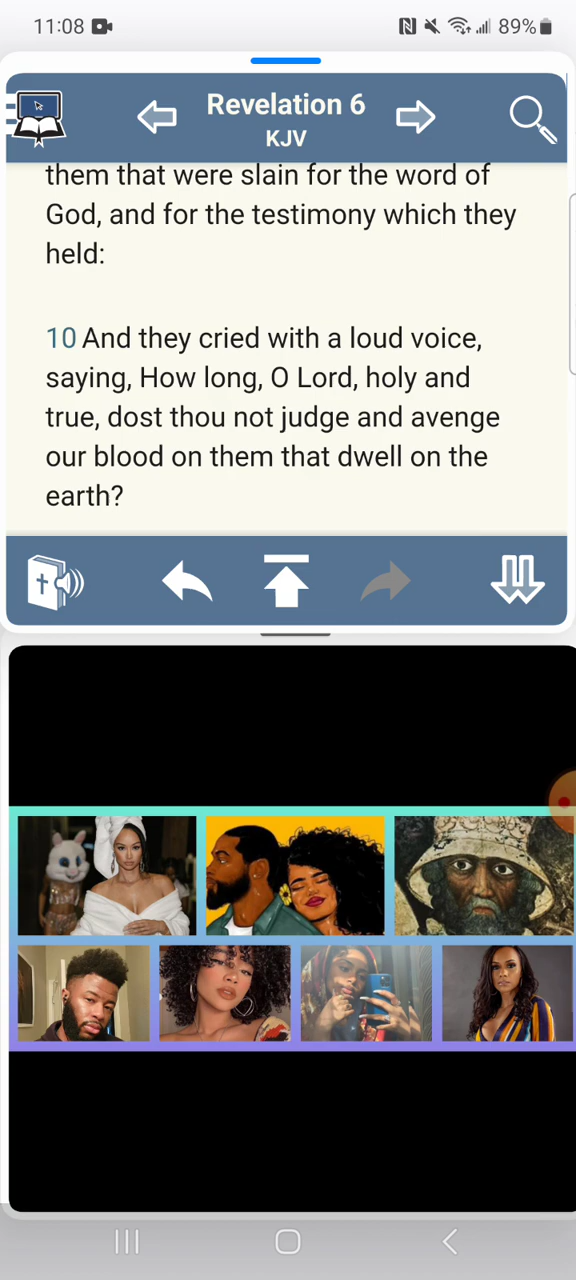 11:08
89%
Revelation 6
KJV
them that were slain for the word of
God, and for the testimony which they
held:
10 And they cried with a loud voice,
saying, How long, O Lord, holy and
true, dost thou not judge and avenge
our blood on them that dwell on the
earth?